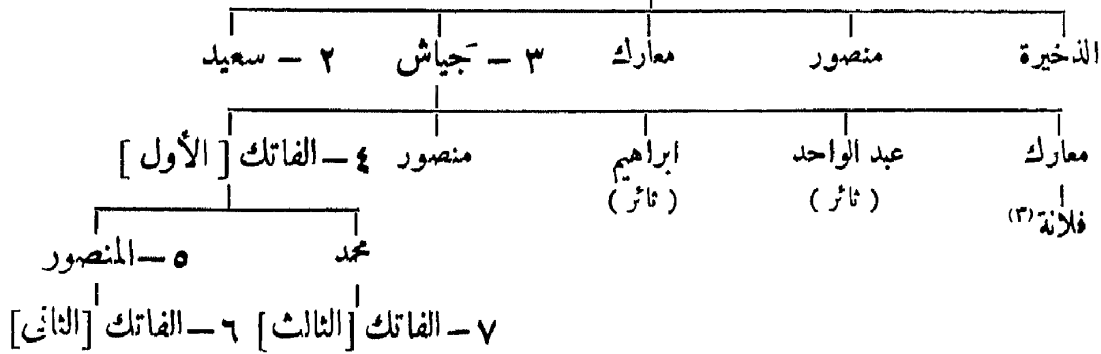 الذخيرة منصور معارك ٣ – جياش ٢ – سعيد
معارك عبد الواحد ابراهيم منصور ٤ – الفاتك [ الأول ]
( ثائر ) ( ثائر )
فلانة (٣)
محمد ٥ – المنصور
٧ – الفاتك [ الثالث ] ٦ – الفاتك [ الثانى ]